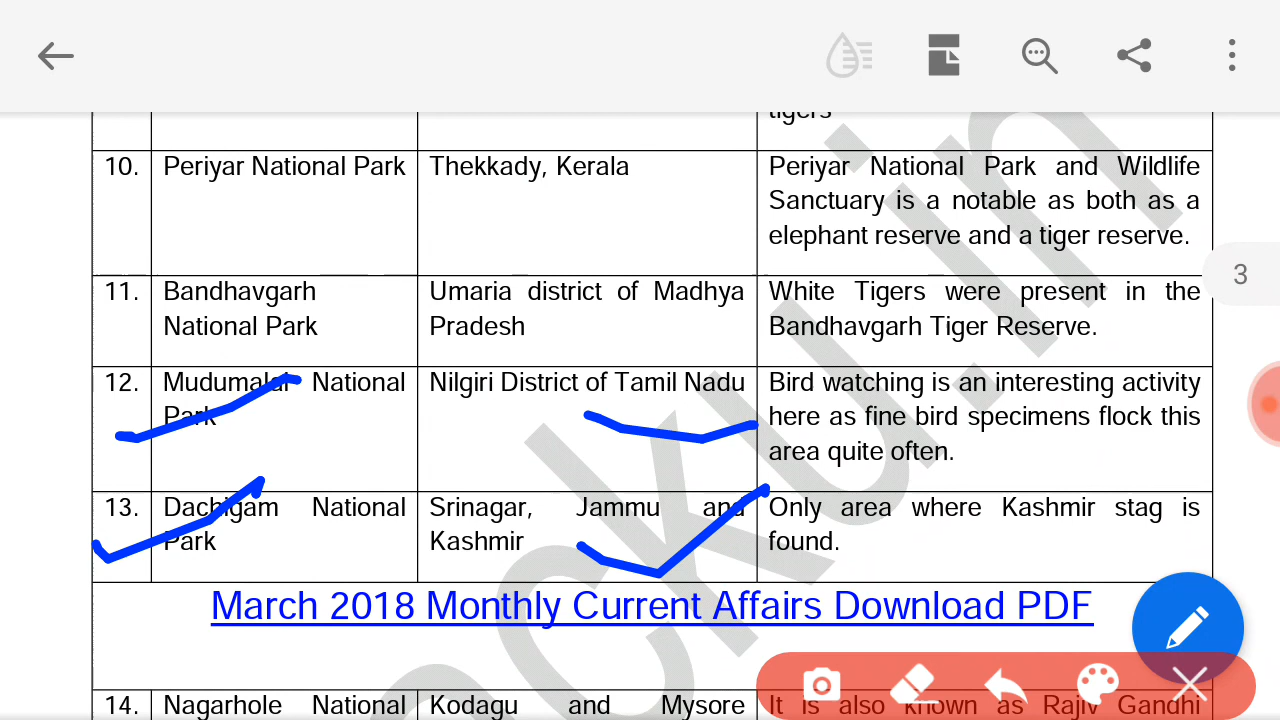 tigers
10. Periyar National Park Thekkady, Kerala Periyar National Park and Wildlife
Sanctuary is a notable as both as a
elephant reserve and a tiger reserve.
3
11. Bandhavgarh Umaria district of Madhya White Tigers were present in the
National Park Pradesh Bandhavgarh Tiger Reserve.
12. Mudumalai National Nilgiri District of Tamil Nadu Bird watching is an interesting activity
Park here as fine bird specimens flock this
area quite often.
13. Dachigam National Srinagar, Jammu and Only area where Kashmir stag is
Park Kashmir found.
March 2018 Monthly Current Affairs Download PDF
14. Nagarhole National Kodagu and Mysore It is also known as Rajiv Gandhi